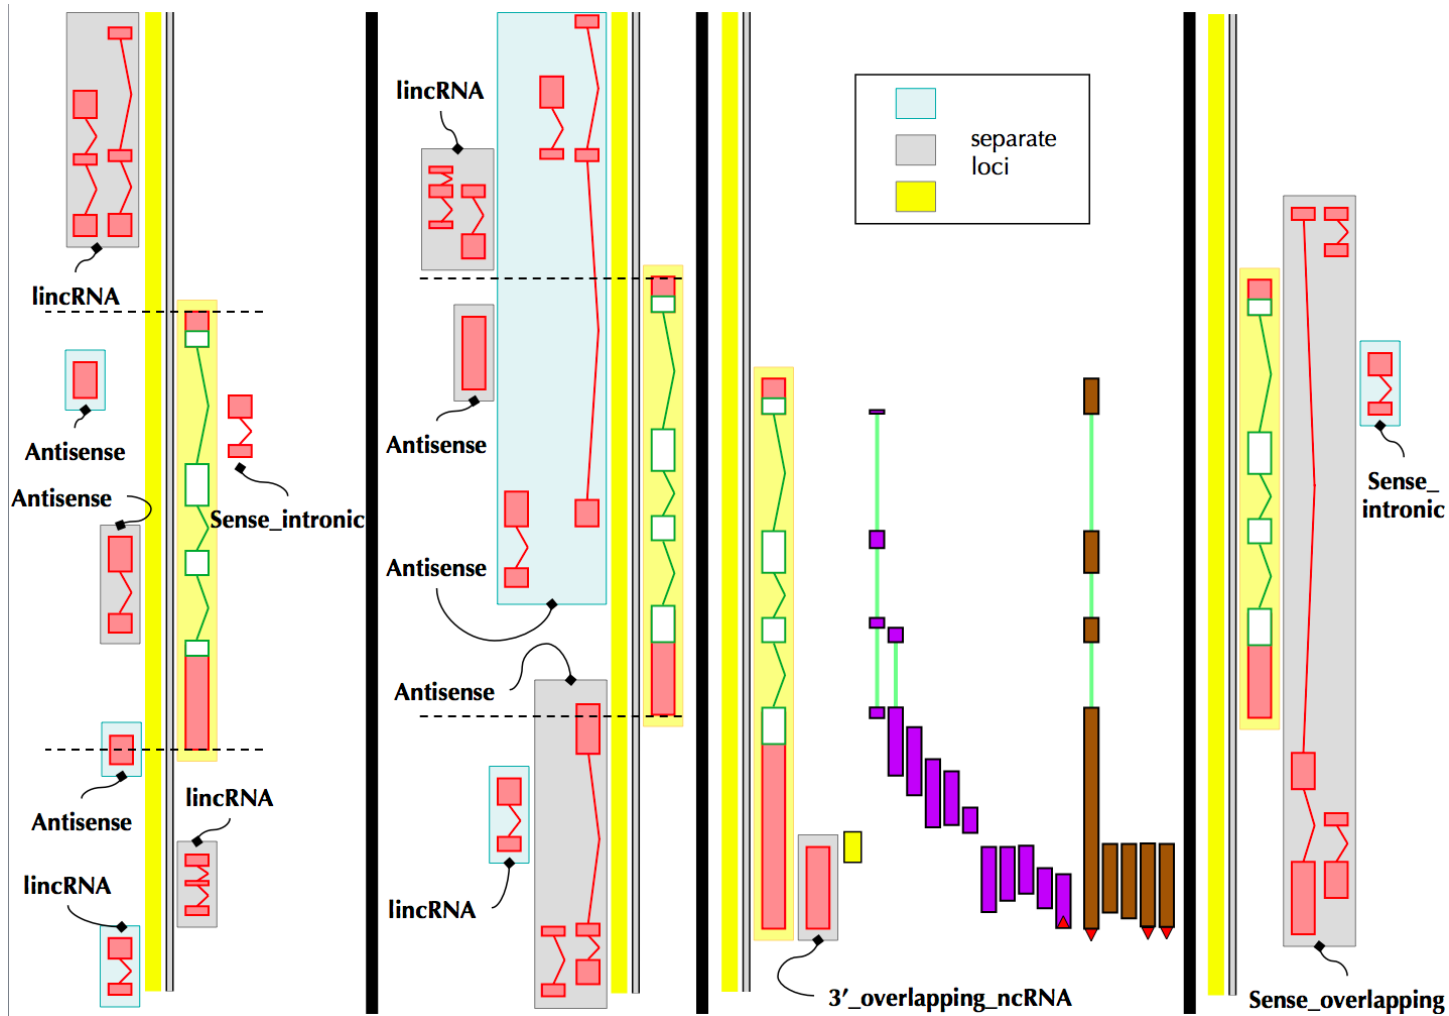 lincRNA
Antisense
Antisense
Sense_intronic
Antisense
lincRNA
lincRNA
lincRNA
Antisense
Antisense
Antisense
lincRNA
separate
loci
3′_overlapping_ncRNA
Sense_
intronic
Sense_overlapping